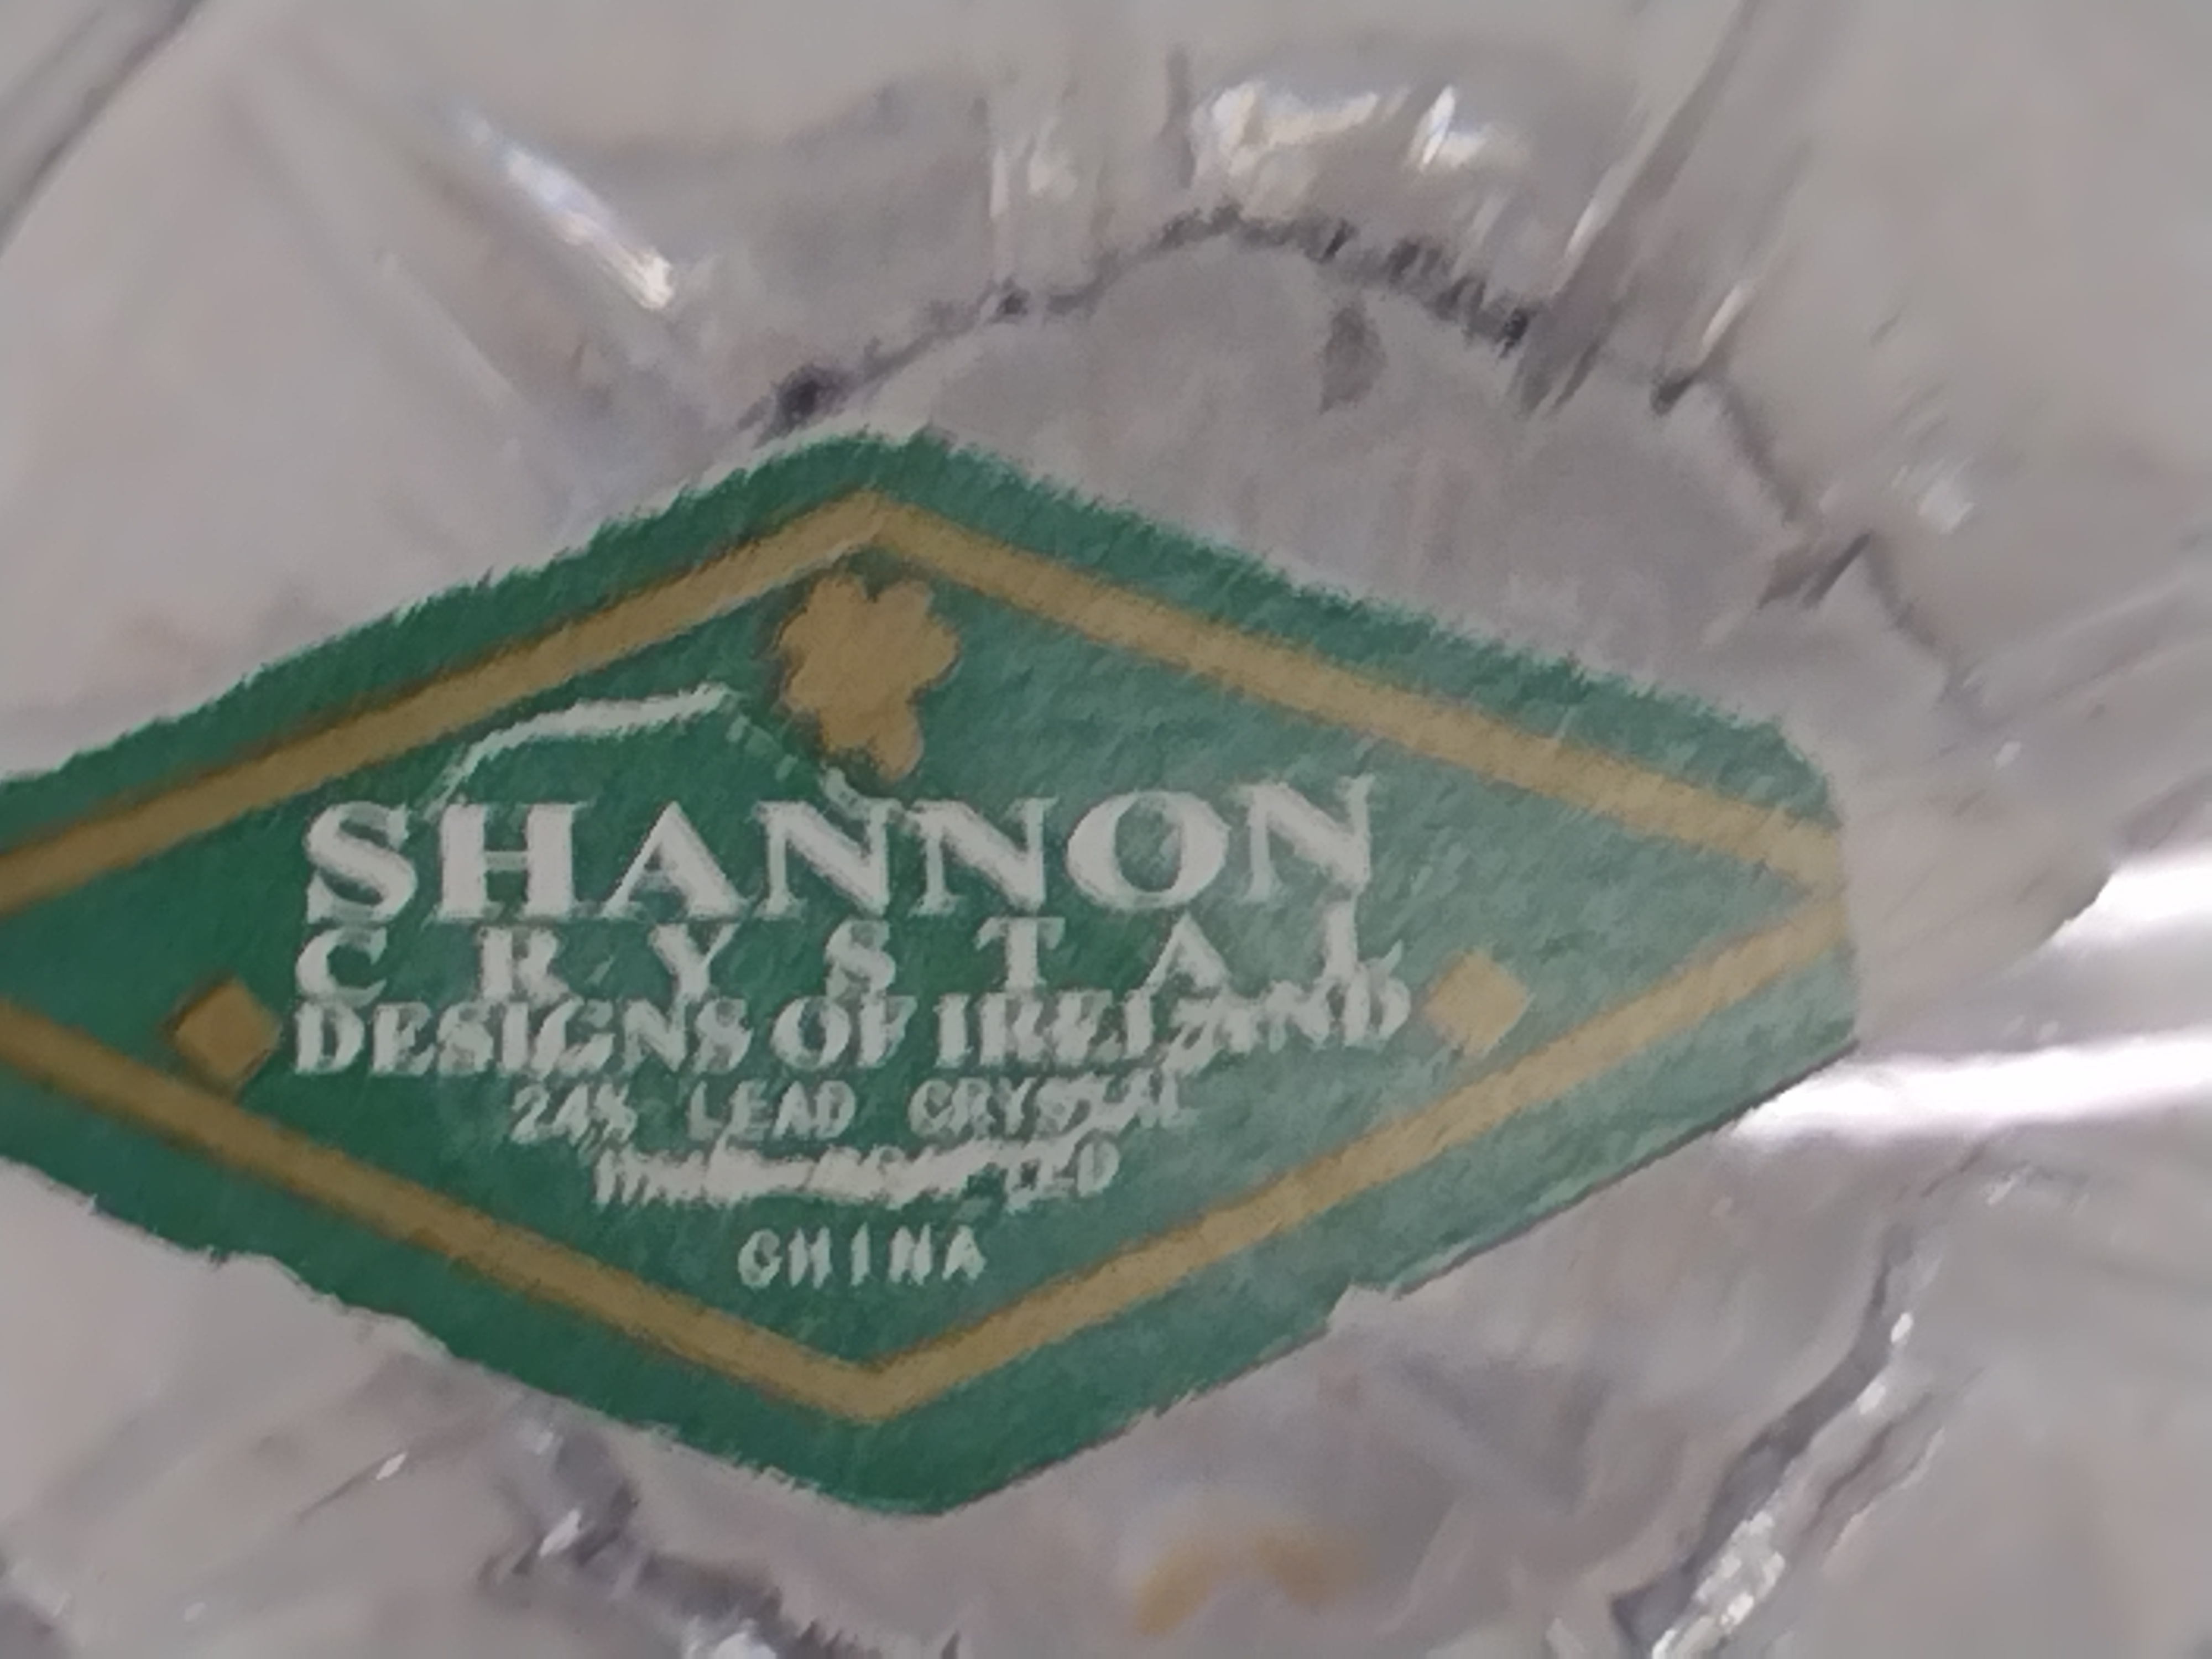 SHANNON
CRYSTAL
DESIGNS OF IRELAND
24% LEAD CRYSTAL
CHINA